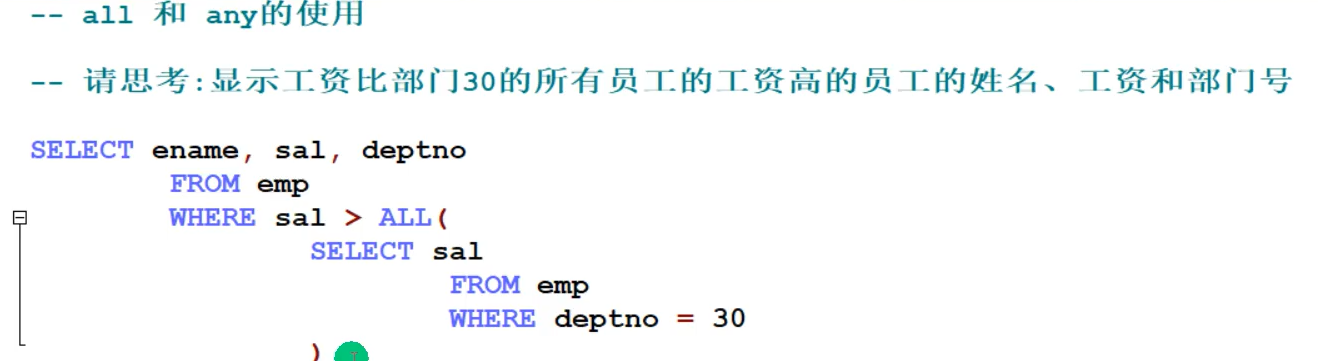 -- all 和 any的使用
-- 请思考:显示工资比部门30的所有员工的工资高的员工的姓名、工资和部门号
SELECT ename, sal, deptno
FROM emp
WHERE sal > ALL(
SELECT sal
FROM emp
WHERE deptno = 30
)